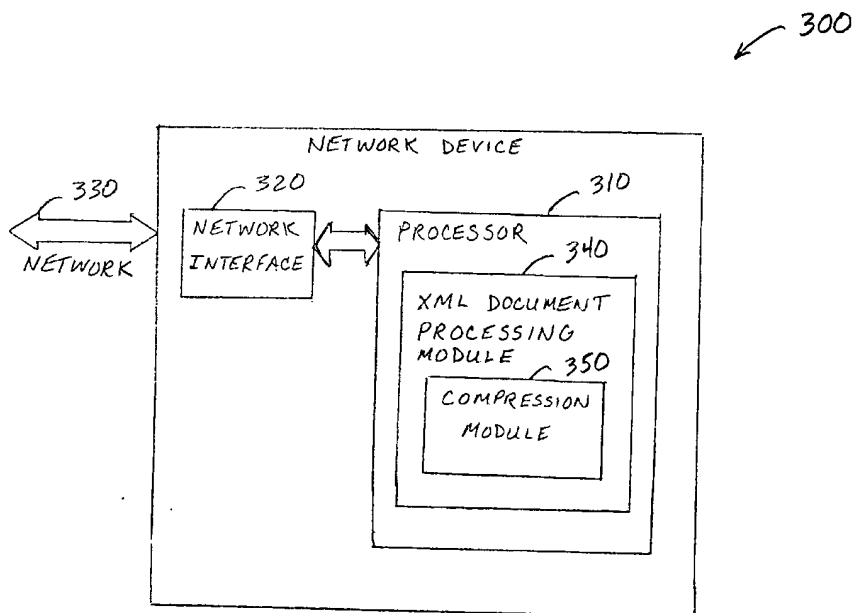 300
NETWORK DEVICE
330
320
310
NETWORK
INTERFACE
PROCESSOR
NETWORK
340
XML DOCUMENT
PROCESSING
MODULE
350
COMPRESSION
MODULE